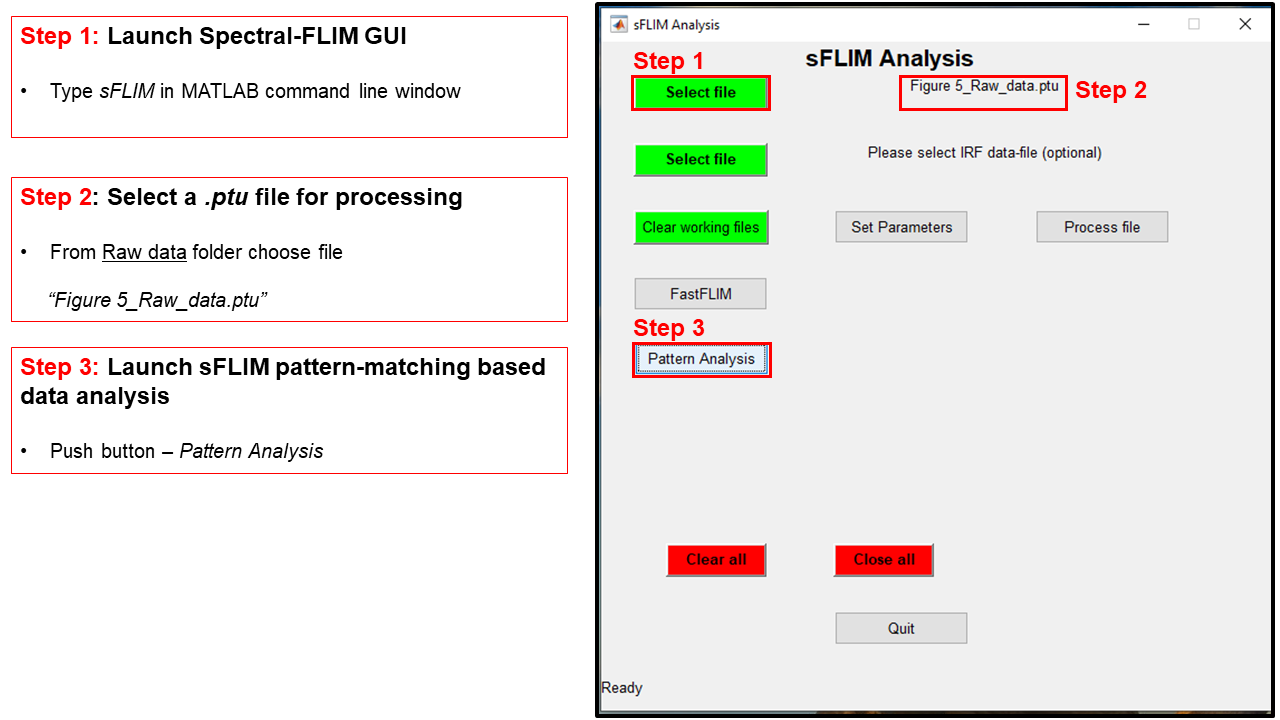 Step 1: Launch Spectral-FLIM GUI
• Type sFLIM in MATLAB command line window
Step 2: Select a .ptu file for processing
• From Raw data folder choose file
“Figure 5_Raw_data.ptu”
Step 3: Launch sFLIM pattern-matching based
data analysis
• Push button – Pattern Analysis
sFLIM Analysis
sFLIM Analysis
Step 1
Select file
Figure 5_Raw_data.ptu
Step 2
Select file
Please select IRF data-file (optional)
Clear working files
Set Parameters
Process file
FastFLIM
Step 3
Pattern Analysis
Clear all
Close all
Quit
Ready